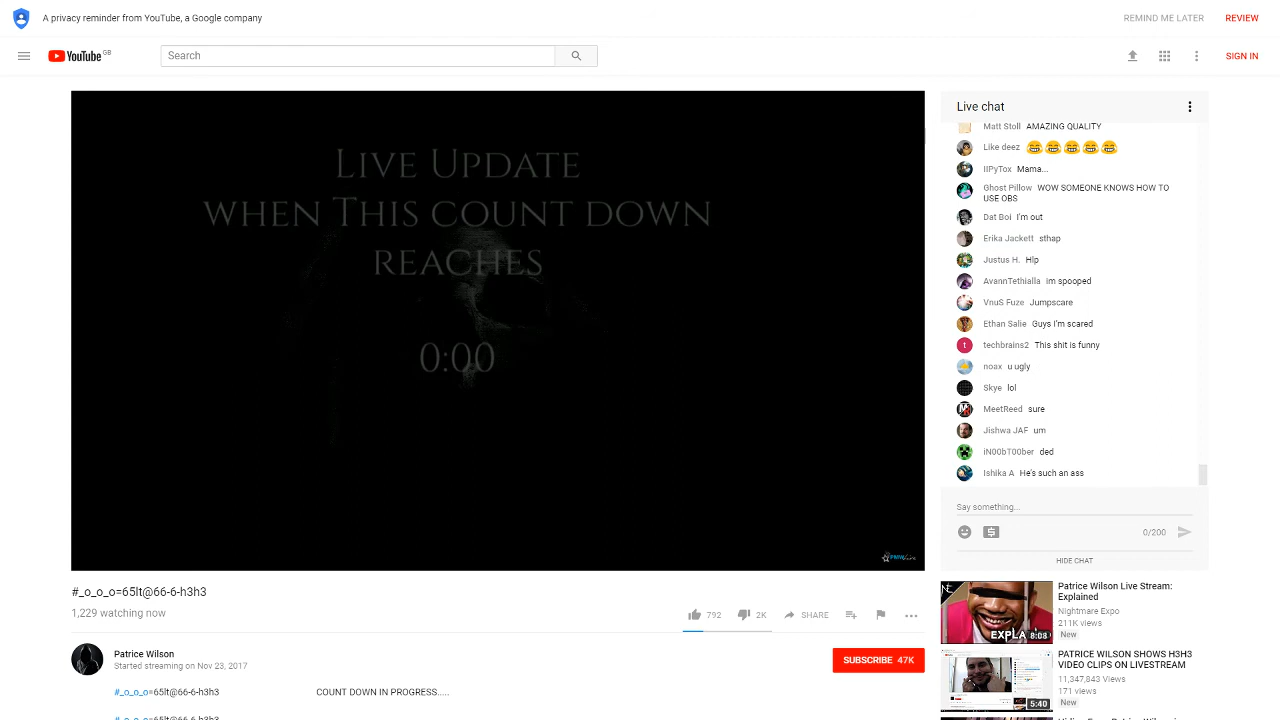 A privacy reminder from YouTube, a Google company
REMIND ME LATER
REVIEW
YouTube GB
Search
SIGN IN
LIVE UPDATE
WHEN THIS COUNT DOWN
REACHES
0:00
#_o_o_o=65lt@66-6-h3h3
1,229 watching now
792
2K
SHARE
Patrice Wilson
Started streaming on Nov 23, 2017
SUBSCRIBE 47K
#_o_o_o=65lt@66-6-h3h3
COUNT DOWN IN PROGRESS.....
Live chat
Matt Stoll AMAZING QUALITY
Like deez 😂😂😂😂😂
IIPyTox Mama...
Ghost Pillow WOW SOMEONE KNOWS HOW TO
USE OBS
Dat Boi I'm out
Erika Jackett sthap
Justus H. Hlp
AvannTethialla im spooped
VnuS Fuze Jumpscare
Ethan Salie Guys I'm scared
t techbrains2 This shit is funny
noax u ugly
Skye lol
MeetReed sure
Jishwa JAF um
iN00bT00ber ded
Ishika A He's such an ass
Say something...
0/200
HIDE CHAT
EXPLA
8:08
Patrice Wilson Live Stream:
Explained
Nightmare Expo
211K views
New
5:40
PATRICE WILSON SHOWS H3H3
VIDEO CLIPS ON LIVESTREAM
11,347,843 Views
171 views
New